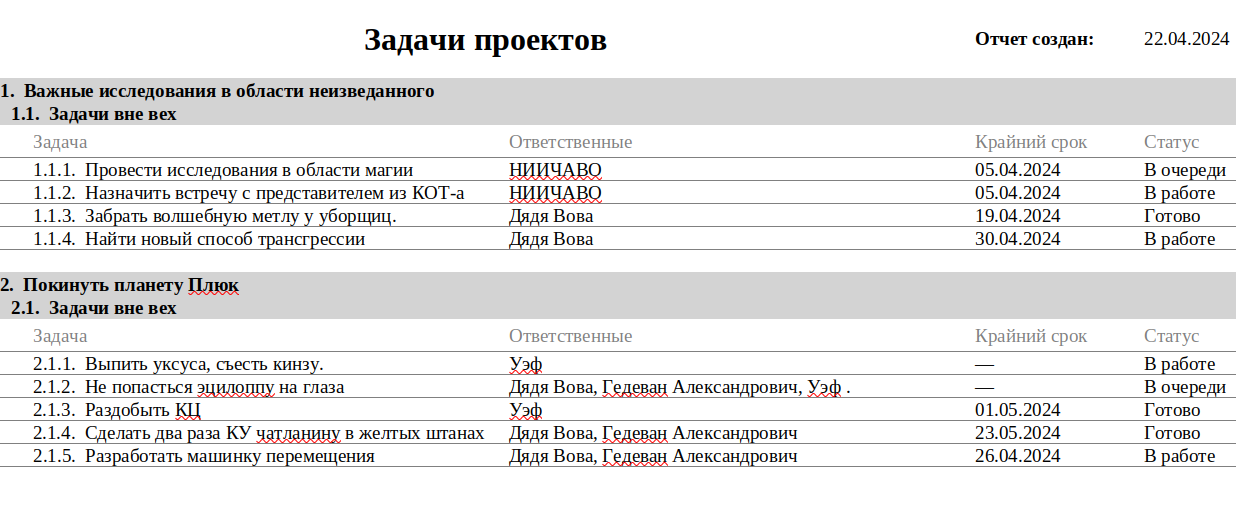 Задачи проектов Отчет создан: 22.04.2024
1. Важные исследования в области неизведанного
1.1. Задачи вне вех
Задача Ответственные Крайний срок Статус
1.1.1. Провести исследования в области магии НИИЧАВО 05.04.2024 В очереди
1.1.2. Назначить встречу с представителем из КОТ-а НИИЧАВО 05.04.2024 В работе
1.1.3. Забрать волшебную метлу у уборщиц. Дядя Вова 19.04.2024 Готово
1.1.4. Найти новый способ трансгрессии Дядя Вова 30.04.2024 В работе
2. Покинуть планету Плюк
2.1. Задачи вне вех
Задача Ответственные Крайний срок Статус
2.1.1. Выпить уксуса, съесть кинзу. Уэф — В работе
2.1.2. Не попасться эцилоппу на глаза Дядя Вова, Гедеван Александрович, Уэф . — В очереди
2.1.3. Раздобыть КЦ Уэф 01.05.2024 Готово
2.1.4. Сделать два раза КУ чатланину в желтых штанах Дядя Вова, Гедеван Александрович 23.05.2024 Готово
2.1.5. Разработать машинку перемещения Дядя Вова, Гедеван Александрович 26.04.2024 В работе